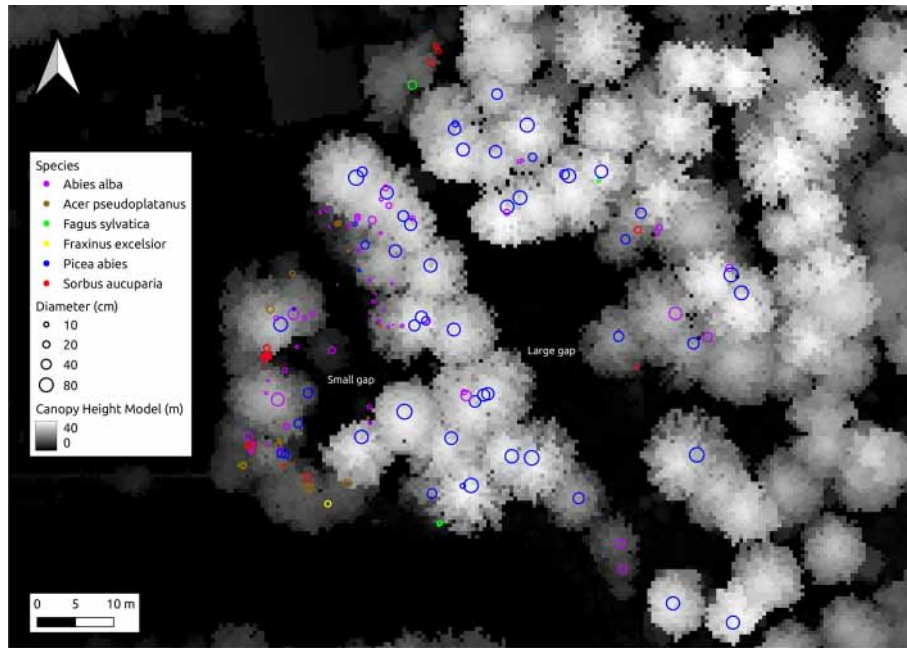 Species
Abies alba
Acer pseudoplatanus
Fagus sylvatica
Fraxinus excelsior
Picea abies
Sorbus aucuparia
Diameter (cm)
10
20
40
80
Canopy Height Model (m)
40
0
Large gap
Small gap
0 5 10 m